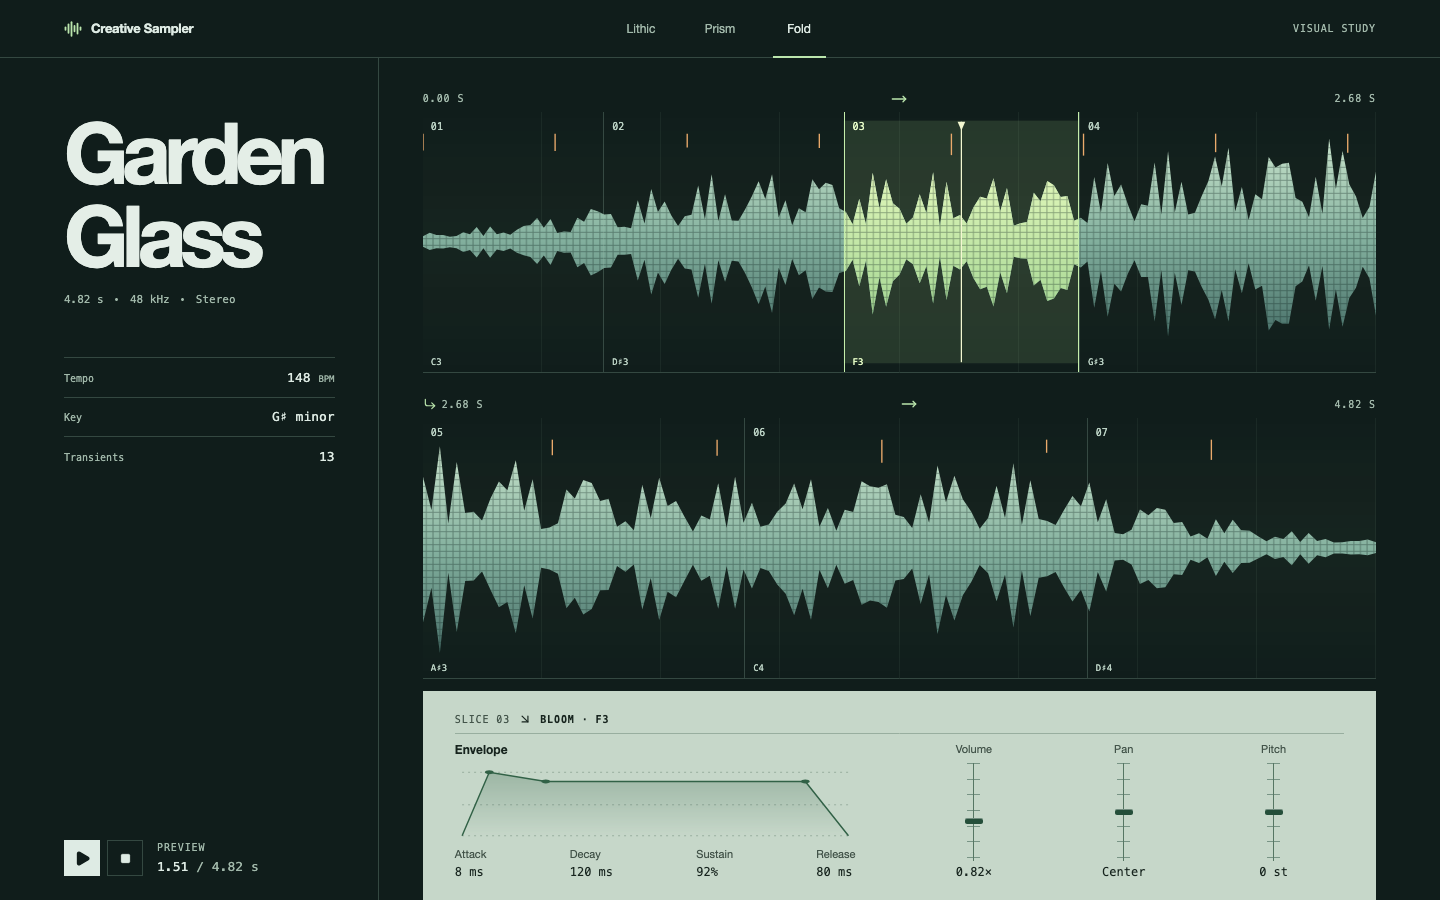 Creative Sampler
Lithic
Prism
Fold
VISUAL STUDY
Garden
Glass
4.82 s • 48 kHz • Stereo
Tempo 148 BPM
Key G♯ minor
Transients 13
PREVIEW
1.51 / 4.82 s
0.00 S → 2.68 S
01 02 03 04
C3 D♯3 F3 G♯3
↳ 2.68 S → 4.82 S
05 06 07
A♯3 C4 D♯4
SLICE 03 ↘ BLOOM · F3
Envelope
Volume Pan Pitch
Attack Decay Sustain Release
8 ms 120 ms 92% 80 ms
0.82× Center 0 st